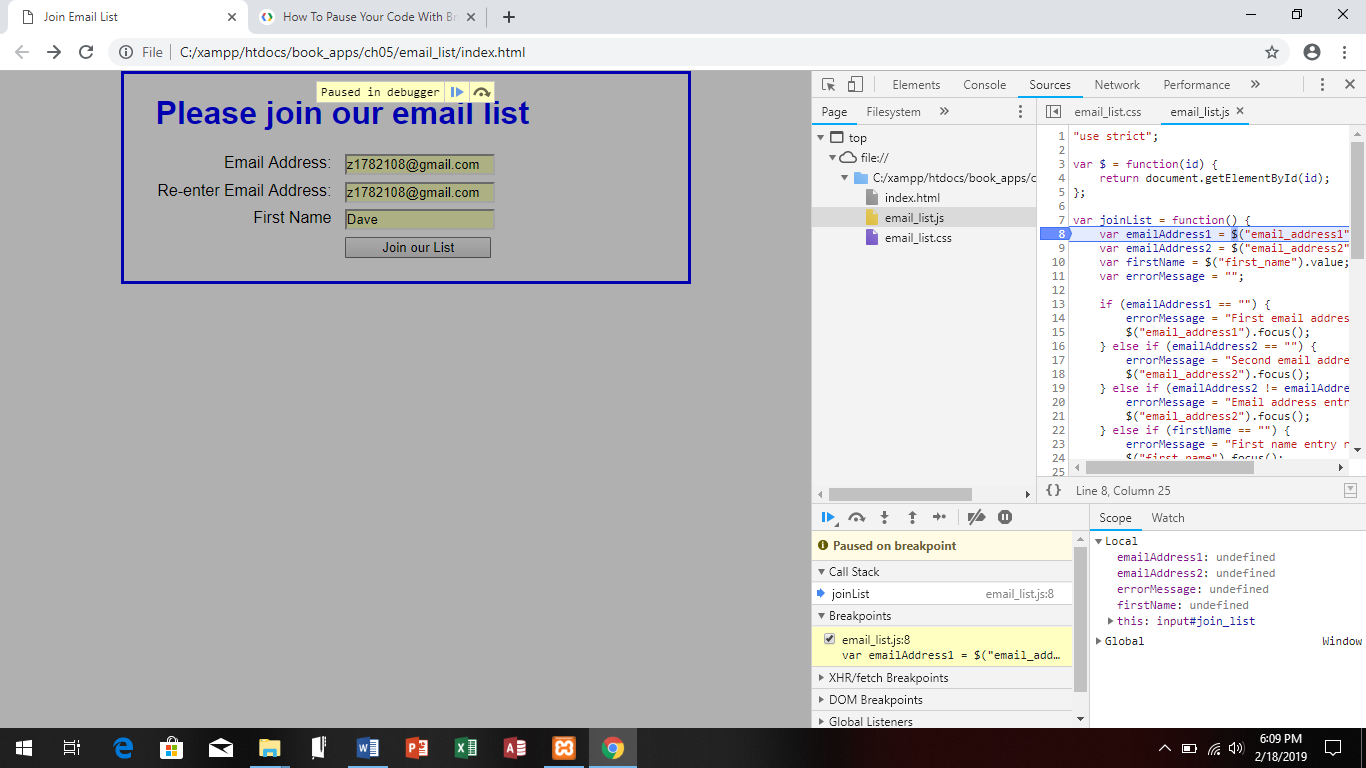 Join Email List
How To Pause Your Code With Br
File
C:/xampp/htdocs/book_apps/ch05/email_list/index.html
Paused in debugger
Please join our email list
Email Address:
z1782108@gmail.com
Re-enter Email Address:
z1782108@gmail.com
First Name
Dave
Join our List
Elements
Console
Sources
Network
Performance
»
Page
Filesystem
»
top
file://
C:/xampp/htdocs/book_apps/c
index.html
email_list.js
email_list.css
email_list.css
email_list.js
1 "use strict";
2
3 var $ = function(id) {
4 return document.getElementById(id);
5 };
6
7 var joinList = function() {
8 var emailAddress1 = $("email_address1"
9 var emailAddress2 = $("email_address2"
10 var firstName = $("first_name").value;
11 var errorMessage = "";
12
13 if (emailAddress1 == "") {
14 errorMessage = "First email addres
15 $("email_address1").focus();
16 } else if (emailAddress2 == "") {
17 errorMessage = "Second email addre
18 $("email_address2").focus();
19 } else if (emailAddress2 != emailAddre
20 errorMessage = "Email address entr
21 $("email_address2").focus();
22 } else if (firstName == "") {
23 errorMessage = "First name entry r
24 $("first_name").focus();
25
{} Line 8, Column 25
Paused on breakpoint
Call Stack
joinList
email_list.js:8
Breakpoints
email_list.js:8
var emailAddress1 = $("email_add…
XHR/fetch Breakpoints
DOM Breakpoints
Global Listeners
Scope
Watch
Local
emailAddress1: undefined
emailAddress2: undefined
errorMessage: undefined
firstName: undefined
this: input#join_list
Global
Window
6:09 PM
2/18/2019